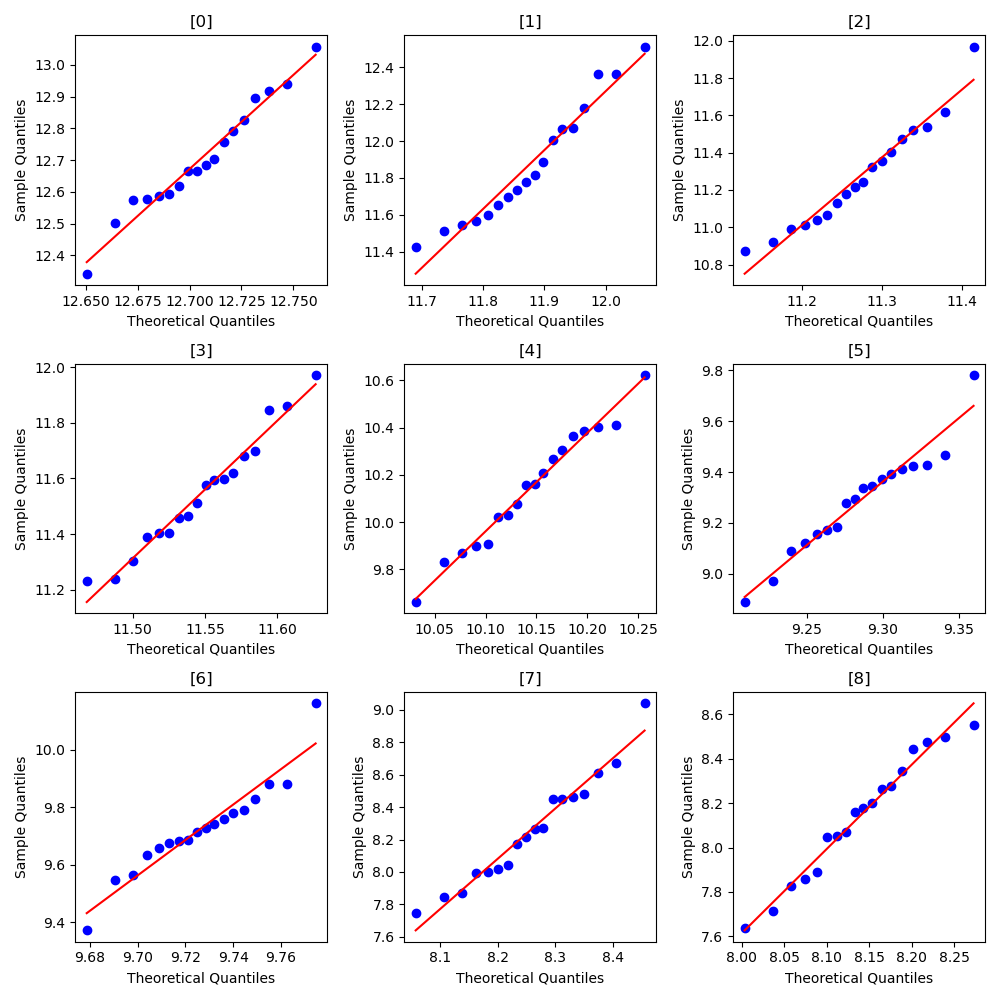 [0] [1] [2]
13.0 12.4 12.0
12.9 12.2 11.8
12.8 12.0 11.6
12.7 11.8 11.4
12.6 11.6 11.2
12.5 11.4 11.0
12.4 10.8
Sample Quantiles Sample Quantiles Sample Quantiles
12.650 12.675 12.700 12.725 12.750 11.7 11.8 11.9 12.0 11.2 11.3 11.4
Theoretical Quantiles Theoretical Quantiles Theoretical Quantiles
[3] [4] [5]
12.0 10.6 9.8
11.8 10.4 9.6
11.6 10.2 9.4
11.4 10.0 9.2
11.2 9.8 9.0
Sample Quantiles Sample Quantiles Sample Quantiles
11.50 11.55 11.60 10.05 10.10 10.15 10.20 10.25 9.25 9.30 9.35
Theoretical Quantiles Theoretical Quantiles Theoretical Quantiles
[6] [7] [8]
10.0 9.0 8.6
9.8 8.8 8.4
9.6 8.6 8.2
9.4 8.4 8.0
8.2 7.8
8.0 7.6
7.8
7.6
Sample Quantiles Sample Quantiles Sample Quantiles
9.68 9.70 9.72 9.74 9.76 8.1 8.2 8.3 8.4 8.00 8.05 8.10 8.15 8.20 8.25
Theoretical Quantiles Theoretical Quantiles Theoretical Quantiles